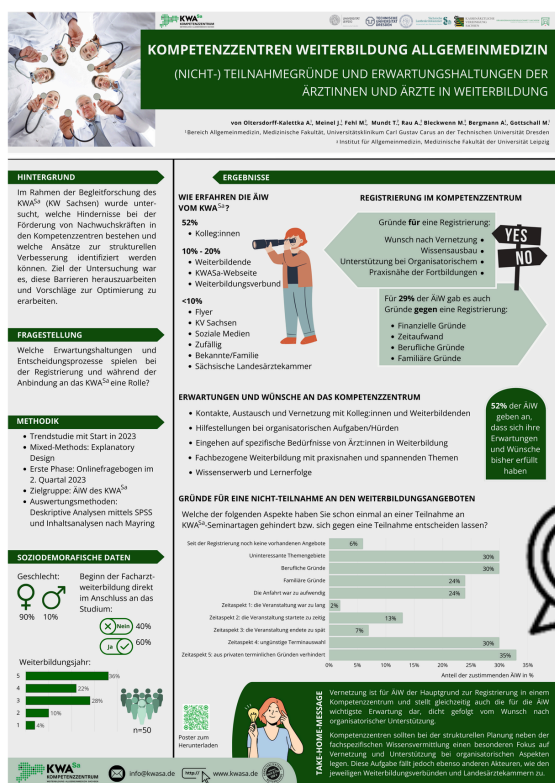 KWASa
KOMPETENZZENTRUM
TECHNISCHE
UNIVERSITÄT
DRESDEN
KOMPETENZZENTREN WEITERBILDUNG ALLGEMEINMEDIZIN
(NICHT-) TEILNAHMEGRÜNDE UND ERWARTUNGSHALTUNGEN DER
ÄRZTINNEN UND ÄRZTE IN WEITERBILDUNG
von Oltersdorff-Kalettka A.¹, Meinel J.¹, Fehl M.², Mundt T.², Rau A.² Bleckwenn M.², Bergmann A.¹, Gottschall M.¹
¹ Bereich Allgemeinmedizin, Medizinische Fakultät, Universitätsklinikum Carl Gustav Carus an der Technischen Universität Dresden
² Institut für Allgemeinmedizin, Medizinische Fakultät der Universität Leipzig
HINTERGRUND
Im Rahmen der Begleitforschung des
KWASa (KW Sachsen) wurde unter-
sucht, welche Hindernisse bei der
Förderung von Nachwuchskräften in
den Kompetenzzentren bestehen und
welche Ansätze zur strukturellen
Verbesserung identifiziert werden
können. Ziel der Untersuchung war
es, diese Barrieren herauszuarbeiten
und Vorschläge zur Optimierung zu
erarbeiten.
FRAGESTELLUNG
Welche Erwartungshaltungen und
Entscheidungsprozesse spielen bei
der Registrierung und während der
Anbindung an das KWASa eine Rolle?
METHODIK
• Trendstudie mit Start in 2023
• Mixed-Methods: Explanatory
Design
• Erste Phase: Onlinefragebogen im
2. Quartal 2023
• Zielgruppe: ÄiW des KWASa
• Auswertungsmethoden:
Deskriptive Analysen mittels SPSS
und Inhaltsanalysen nach Mayring
SOZIODEMORAFISCHE DATEN
Geschlecht:
90% 10%
Beginn der Facharzt-
weiterbildung direkt
im Anschluss an das
Studium:
Nein 40%
Ja 60%
Weiterbildungsjahr:
5 36%
4 22%
3 28%
2 10%
1 4%
n=50
ERGEBNISSE
WIE ERFAHREN DIE ÄIW
VOM KWASa?
52%
• Kolleg:innen
10% - 20%
• Weiterbildende
• KWASa-Webseite
• Weiterbildungsverbund
<10%
• Flyer
• KV Sachsen
• Soziale Medien
• Zufällig
• Bekannte/Familie
• Sächsische Landesärztekammer
REGISTRIERUNG IM KOMPETENZZENTRUM
Gründe für eine Registrierung:
Wunsch nach Vernetzung •
Wissensausbau •
Unterstützung bei Organisatorischem •
Praxisnähe der Fortbildungen •
YES
NO
Für 29% der ÄiW gab es auch
Gründe gegen eine Registrierung:
• Finanzielle Gründe
• Zeitaufwand
• Berufliche Gründe
• Familiäre Gründe
ERWARTUNGEN UND WÜNSCHE AN DAS KOMPETENZZENTRUM
• Kontakte, Austausch und Vernetzung mit Kolleg:innen und Weiterbildenden
• Hilfestellungen bei organisatorischen Aufgaben/Hürden
• Eingehen auf spezifische Bedürfnisse von Ärzt:innen in Weiterbildung
• Fachbezogene Weiterbildung mit praxisnahen und spannenden Themen
• Wissenserwerb und Lernerfolge
52% der ÄiW
geben an,
dass sich ihre
Erwartungen
und Wünsche
bisher erfüllt
haben
GRÜNDE FÜR EINE NICHT-TEILNAHME AN DEN WEITERBILDUNGSANGEBOTEN
Welche der folgenden Aspekte haben Sie schon einmal an einer Teilnahme an
KWASa-Seminartagen gehindert bzw. sich gegen eine Teilnahme entscheiden lassen?
Seit der Registrierung noch keine vorhandenen Angebote 6%
Uninteressante Themengebiete 30%
Berufliche Gründe 30%
Familiäre Gründe 24%
Die Anfahrt war zu aufwendig 24%
Zeitaspekt 1: die Veranstaltung war zu lang 2%
Zeitaspekt 2: die Veranstaltung startete zu zeitig 13%
Zeitaspekt 3: die Veranstaltung endete zu spät 7%
Zeitaspekt 4: ungünstige Terminauswahl 30%
Zeitaspekt 5: aus privaten terminlichen Gründen verhindert 35%
0% 5% 10% 15% 20% 25% 30% 35%
Anteil der zustimmenden ÄiW in %
Poster zum
Herunterladen
TAKE-HOME-MESSAGE
Vernetzung ist für ÄiW der Hauptgrund zur Registrierung in einem
Kompetenzzentrum und stellt gleichzeitig auch die für die ÄiW
wichtigste Erwartung dar, dicht gefolgt vom Wunsch nach
organisatorischer Unterstützung.
Kompetenzzentren sollten bei der strukturellen Planung neben der
fachspezifischen Wissensvermittlung einen besonderen Fokus auf
Vernetzung und Unterstützung bei organisatorischen Aspekten
legen. Diese Aufgabe fällt jedoch ebenso anderen Akteuren, wie den
jeweiligen Weiterbildungsverbunden und Landesärztekammern zu.
KWASa
KOMPETENZZENTRUM
info@kwasa.de
http://
www.kwasa.de